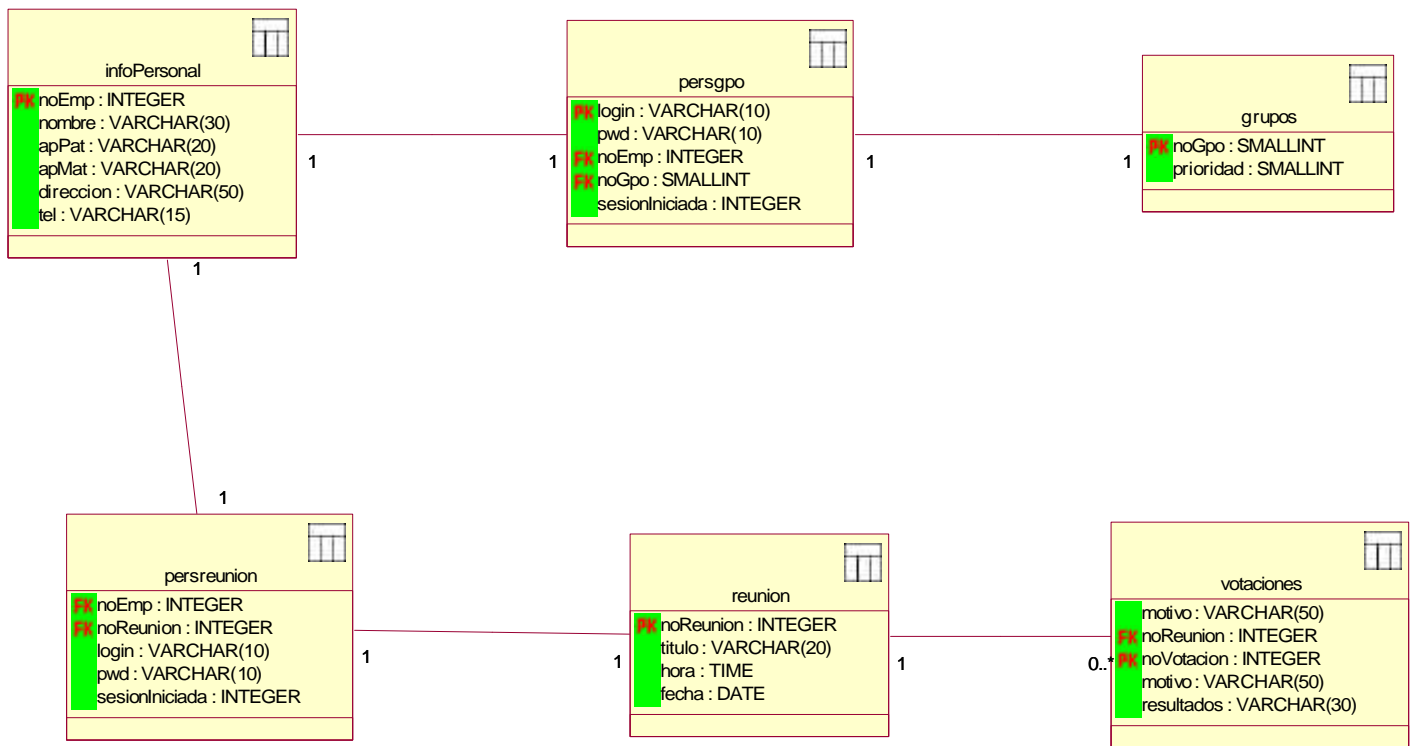 infoPersonal
PK noEmp : INTEGER
nombre : VARCHAR(30)
apPat : VARCHAR(20)
apMat : VARCHAR(20)
direccion : VARCHAR(50)
tel : VARCHAR(15)
1
1
persgpo
PK login : VARCHAR(10)
pwd : VARCHAR(10)
FK noEmp : INTEGER
FK noGpo : SMALLINT
sesionIniciada : INTEGER
1
1
grupos
PK noGpo : SMALLINT
prioridad : SMALLINT
1
1
persreunion
FK noEmp : INTEGER
FK noReunion : INTEGER
login : VARCHAR(10)
pwd : VARCHAR(10)
sesionIniciada : INTEGER
1
1
reunion
PK noReunion : INTEGER
titulo : VARCHAR(20)
hora : TIME
fecha : DATE
1
0..*
votaciones
motivo : VARCHAR(50)
FK noReunion : INTEGER
PK noVotacion : INTEGER
motivo : VARCHAR(50)
resultados : VARCHAR(30)